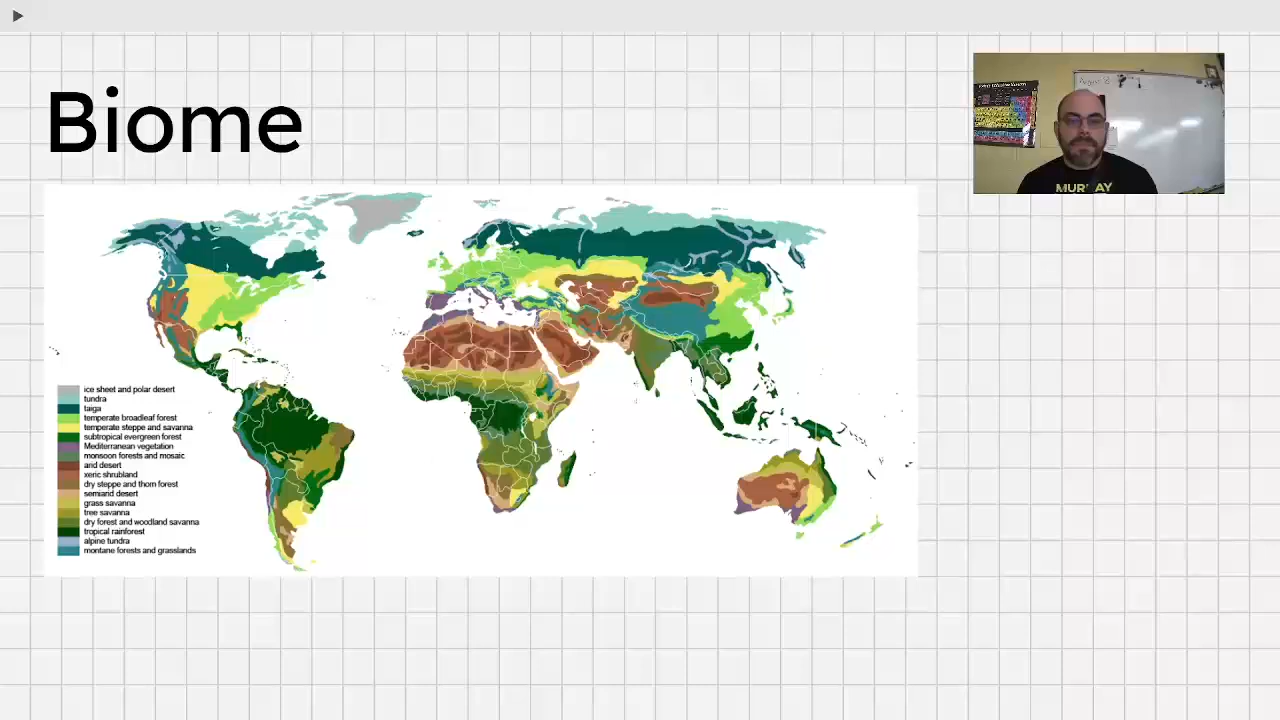 Biome
ice sheet and polar desert
tundra
taiga
temperate broadleaf forest
temperate steppe and savanna
subtropical evergreen forest
Mediterranean vegetation
monsoon forests and mosaic
arid desert
xeric shrubland
dry steppe and thorn forest
semiarid desert
grass savanna
tree savanna
dry forest and woodland savanna
tropical rainforest
alpine tundra
montane forests and grasslands
August